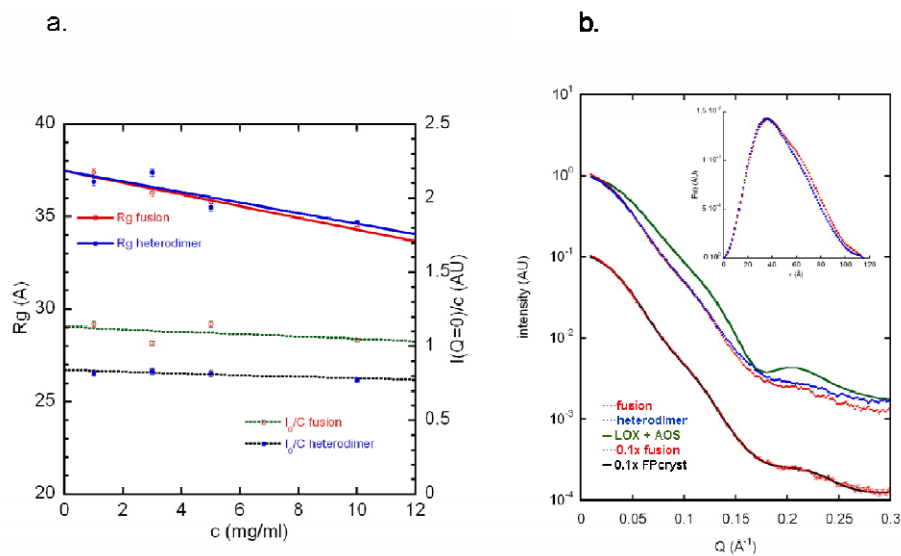 a.
b.
40
35
30
25
20
Rg (A)
2.5
2
1.5
1
0.5
0
I(Q=0)/c (AU)
Rg fusion
Rg heterodimer
I0/C fusion
I0/C heterodimer
0 2 4 6 8 10 12
c (mg/ml)
10^1
10^0
10^-1
10^-2
10^-3
10^-4
intensity (AU)
r (Å)
0 20 40 60 80 100 120 140
fusion
heterodimer
LOX + AOS
0.1x fusion
0.1x FPcryst
0 0.05 0.1 0.15 0.2 0.25 0.3
Q (Å-1)